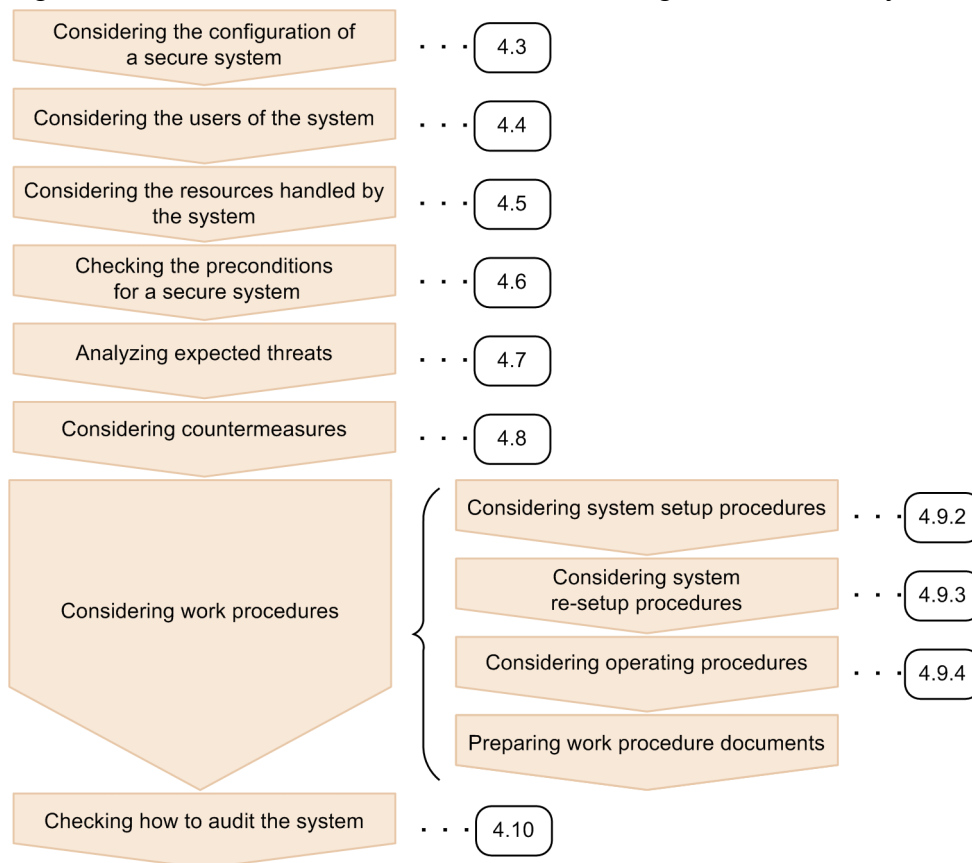 Considering the configuration of
a secure system
4.3
Considering the users of the system
4.4
Considering the resources handled by
the system
4.5
Checking the preconditions
for a secure system
4.6
Analyzing expected threats
4.7
Considering countermeasures
4.8
Considering work procedures
Considering system setup procedures
4.9.2
Considering system
re-setup procedures
4.9.3
Considering operating procedures
4.9.4
Preparing work procedure documents
Checking how to audit the system
4.10